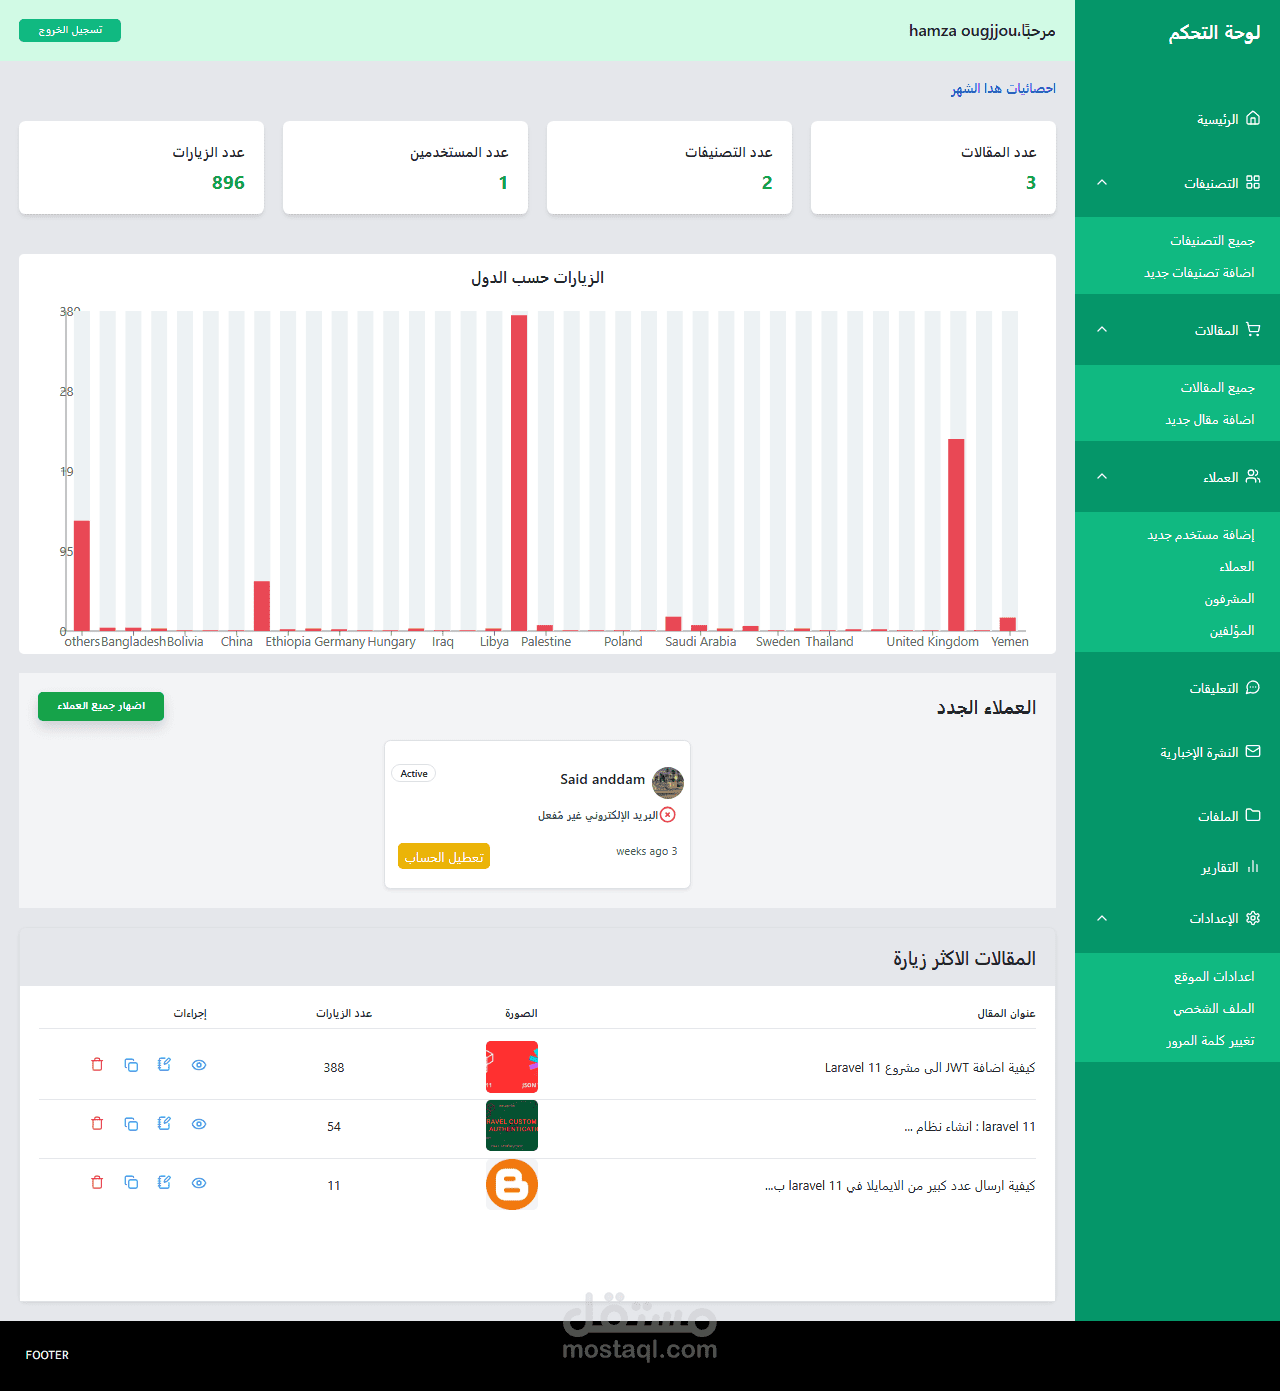 لوحة التحكم
الرئيسية
التصنيفات
جميع التصنيفات
اضافة تصنيفات جديد
المقالات
جميع المقالات
اضافة مقال جديد
العملاء
إضافة مستخدم جديد
العملاء
المشرفون
المؤلفين
التعليقات
النشرة الإخبارية
الملفات
التقارير
الإعدادات
اعدادات الموقع
الملف الشخصي
تغيير كلمة المرور
مرحبًا،hamza ougjjou
تسجيل الخروج
احصائيات هدا الشهر
عدد المقالات
3
عدد التصنيفات
2
عدد المستخدمين
1
عدد الزيارات
896
الزيارات حسب الدول
380
28
19
95
0
others Bangladesh Bolivia China Ethiopia Germany Hungary Iraq Libya Palestine Poland Saudi Arabia Sweden Thailand United Kingdom Yemen
العملاء الجدد
اضهار جميع العملاء
Said anddam
Active
البريد الإلكتروني غير مُفعل
3 weeks ago
تعطيل الحساب
المقالات الاكثر زيارة
عنوان المقال الصورة عدد الزيارات إجراءات
كيفية اضافة JWT الى مشروع Laravel 11
JSON
11
388
laravel 11 : انشاء نظام ...
AVEL CUSTOM
AUTHENTICATI
54
كيفية ارسال عدد كبير من الايمايلا في laravel 11 ب...
11
مستقل
mostaql.com
FOOTER